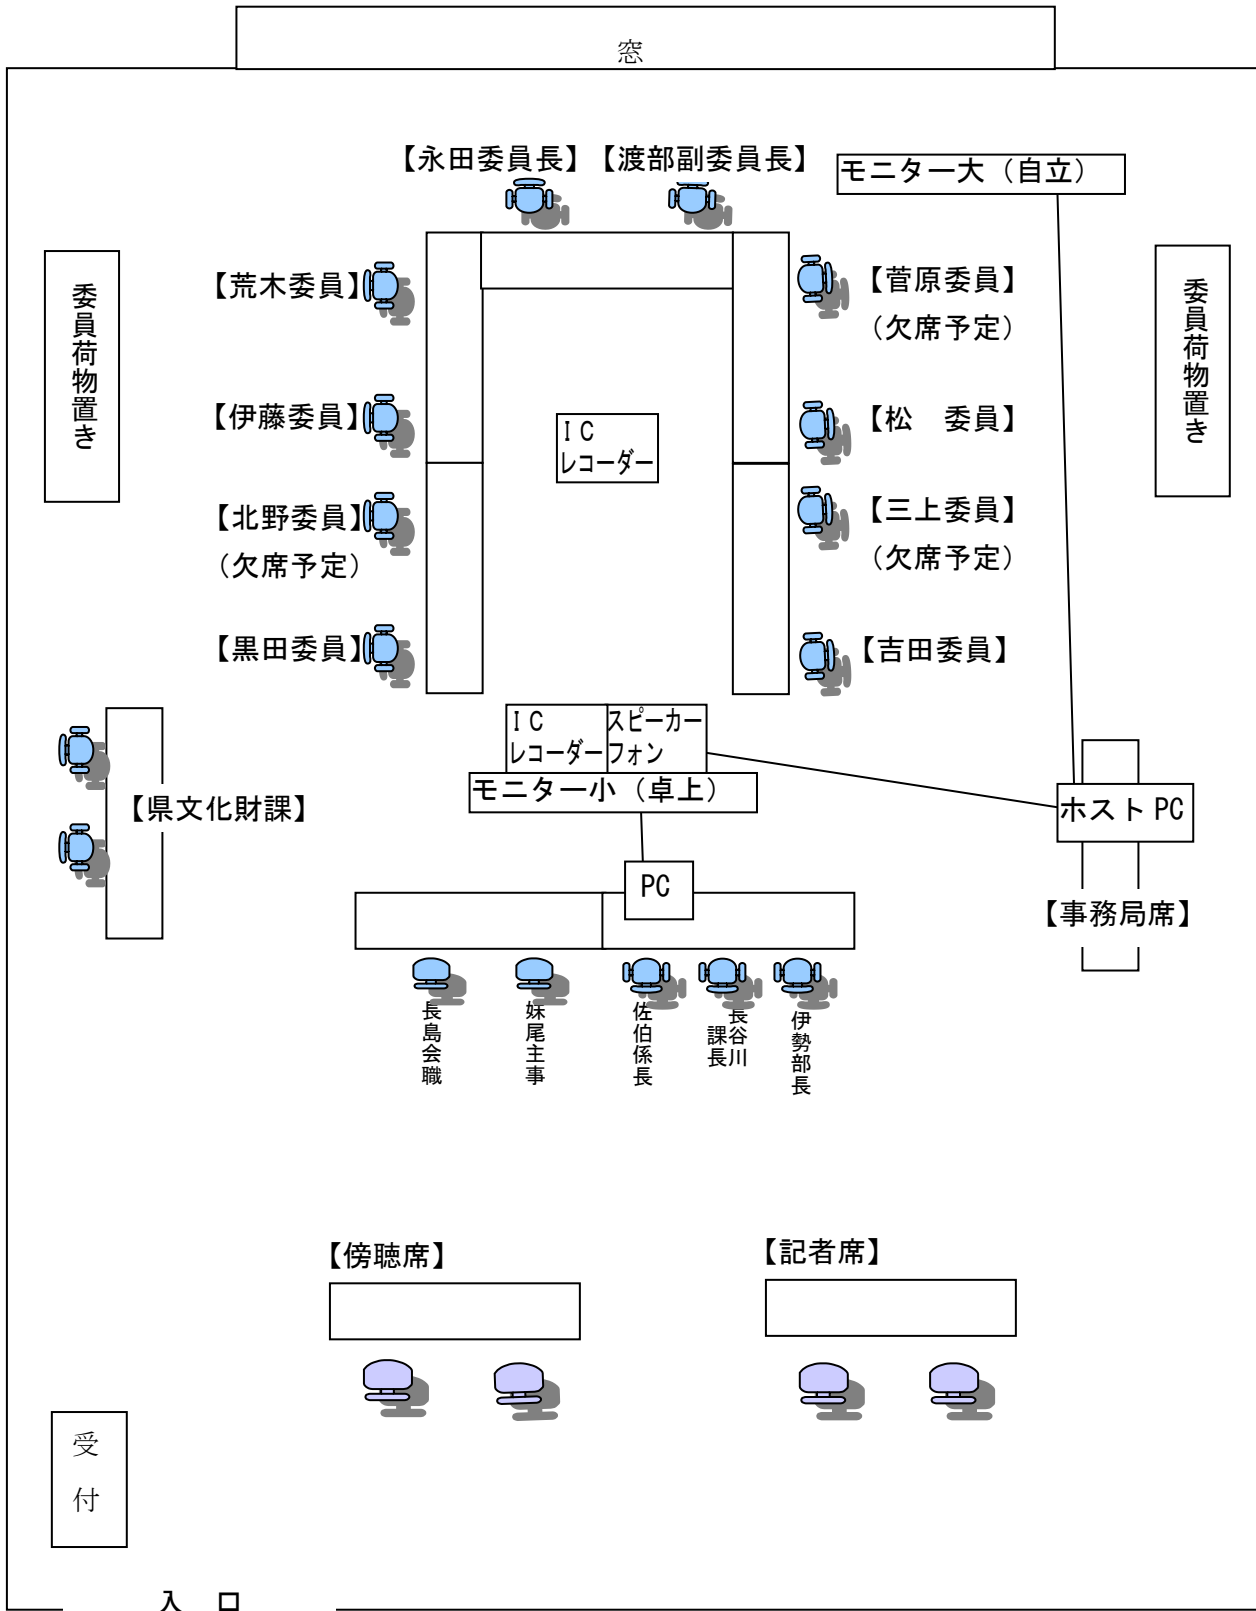 窓
【永田委員長】【渡部副委員長】
モニター大（自立）
委員荷物置き
【荒木委員】
【菅原委員】
（欠席予定）
委員荷物置き
【伊藤委員】
ＩＣ
レコーダー
【松　委員】
【北野委員】
（欠席予定）
【三上委員】
（欠席予定）
【黒田委員】
【吉田委員】
ＩＣ
レコーダー
スピーカー
フォン
モニター小（卓上）
【県文化財課】
ホストPC
PC
【事務局席】
長島会職
妹尾主事
佐伯係長
長谷川
課長
伊勢部長
【傍聴席】
【記者席】
受付
入　口